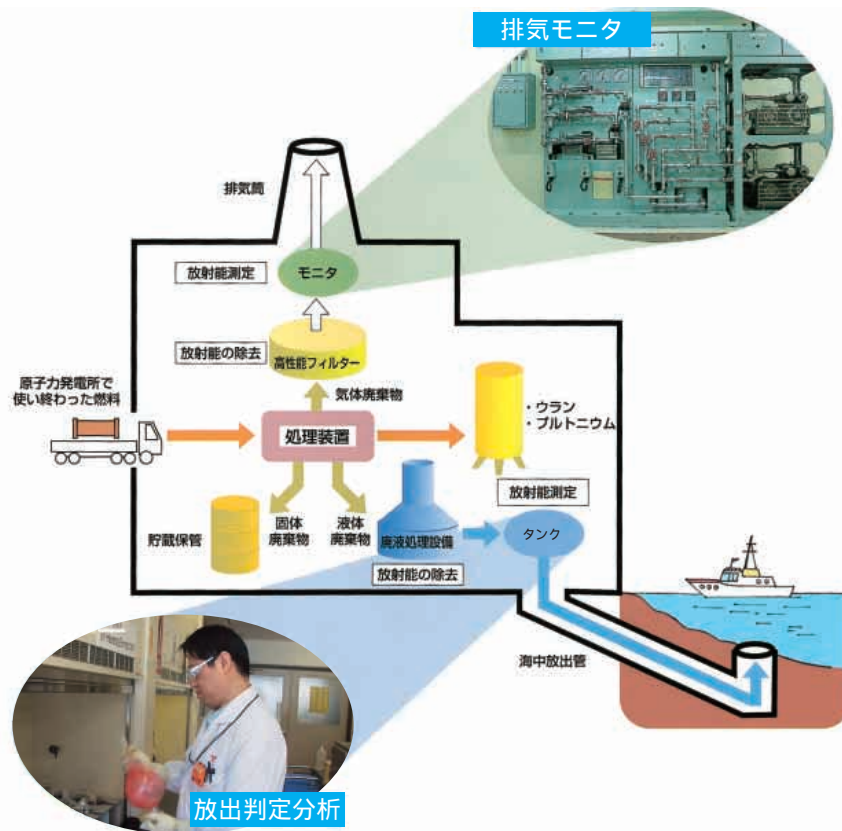 排気モニタ
排気筒
放射能測定
モニタ
放射能の除去
高性能フィルター
原子力発電所で
使い終わった燃料
気体廃棄物
・ウラン
・プルトニウム
処理装置
放射能測定
貯蔵保管
固体
廃棄物
液体
廃棄物
廃液処理設備
タンク
放射能の除去
海中放出管
放出判定分析